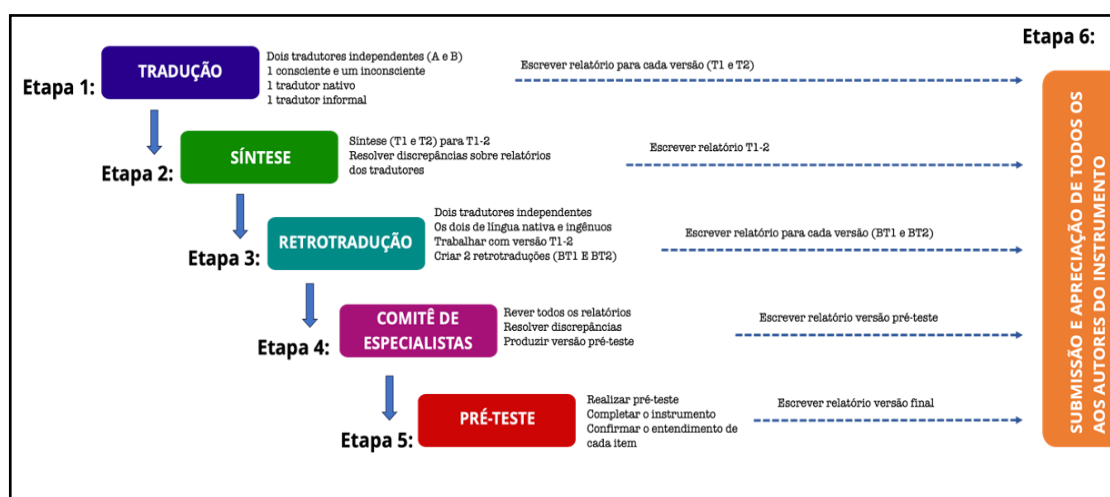 Etapa 6:
Etapa 1:
TRADUÇÃO
Dois tradutores independentes (A e B)
1 consciente e um inconsciente
1 tradutor nativo
1 tradutor informal
Escrever relatório para cada versão (T1 e T2)
Etapa 2:
SÍNTESE
Síntese (T1 e T2) para T1-2
Resolver discrepâncias sobre relatórios
dos tradutores
Escrever relatório T1-2
Etapa 3:
RETROTRADUÇÃO
Dois tradutores independentes
Os dois de língua nativa e ingênuos
Trabalhar com versão T1-2
Criar 2 retrotraduções (BT1 E BT2)
Escrever relatório para cada versão (BT1 e BT2)
Etapa 4:
COMITÊ DE
ESPECIALISTAS
Rever todos os relatórios
Resolver discrepâncias
Produzir versão pré-teste
Escrever relatório versão pré-teste
Etapa 5:
PRÉ-TESTE
Realizar pré-teste
Completar o instrumento
Confirmar o entendimento de
cada item
Escrever relatório versão final
SUBMISSÃO E APRECIAÇÃO DE TODOS OS
AOS AUTORES DO INSTRUMENTO